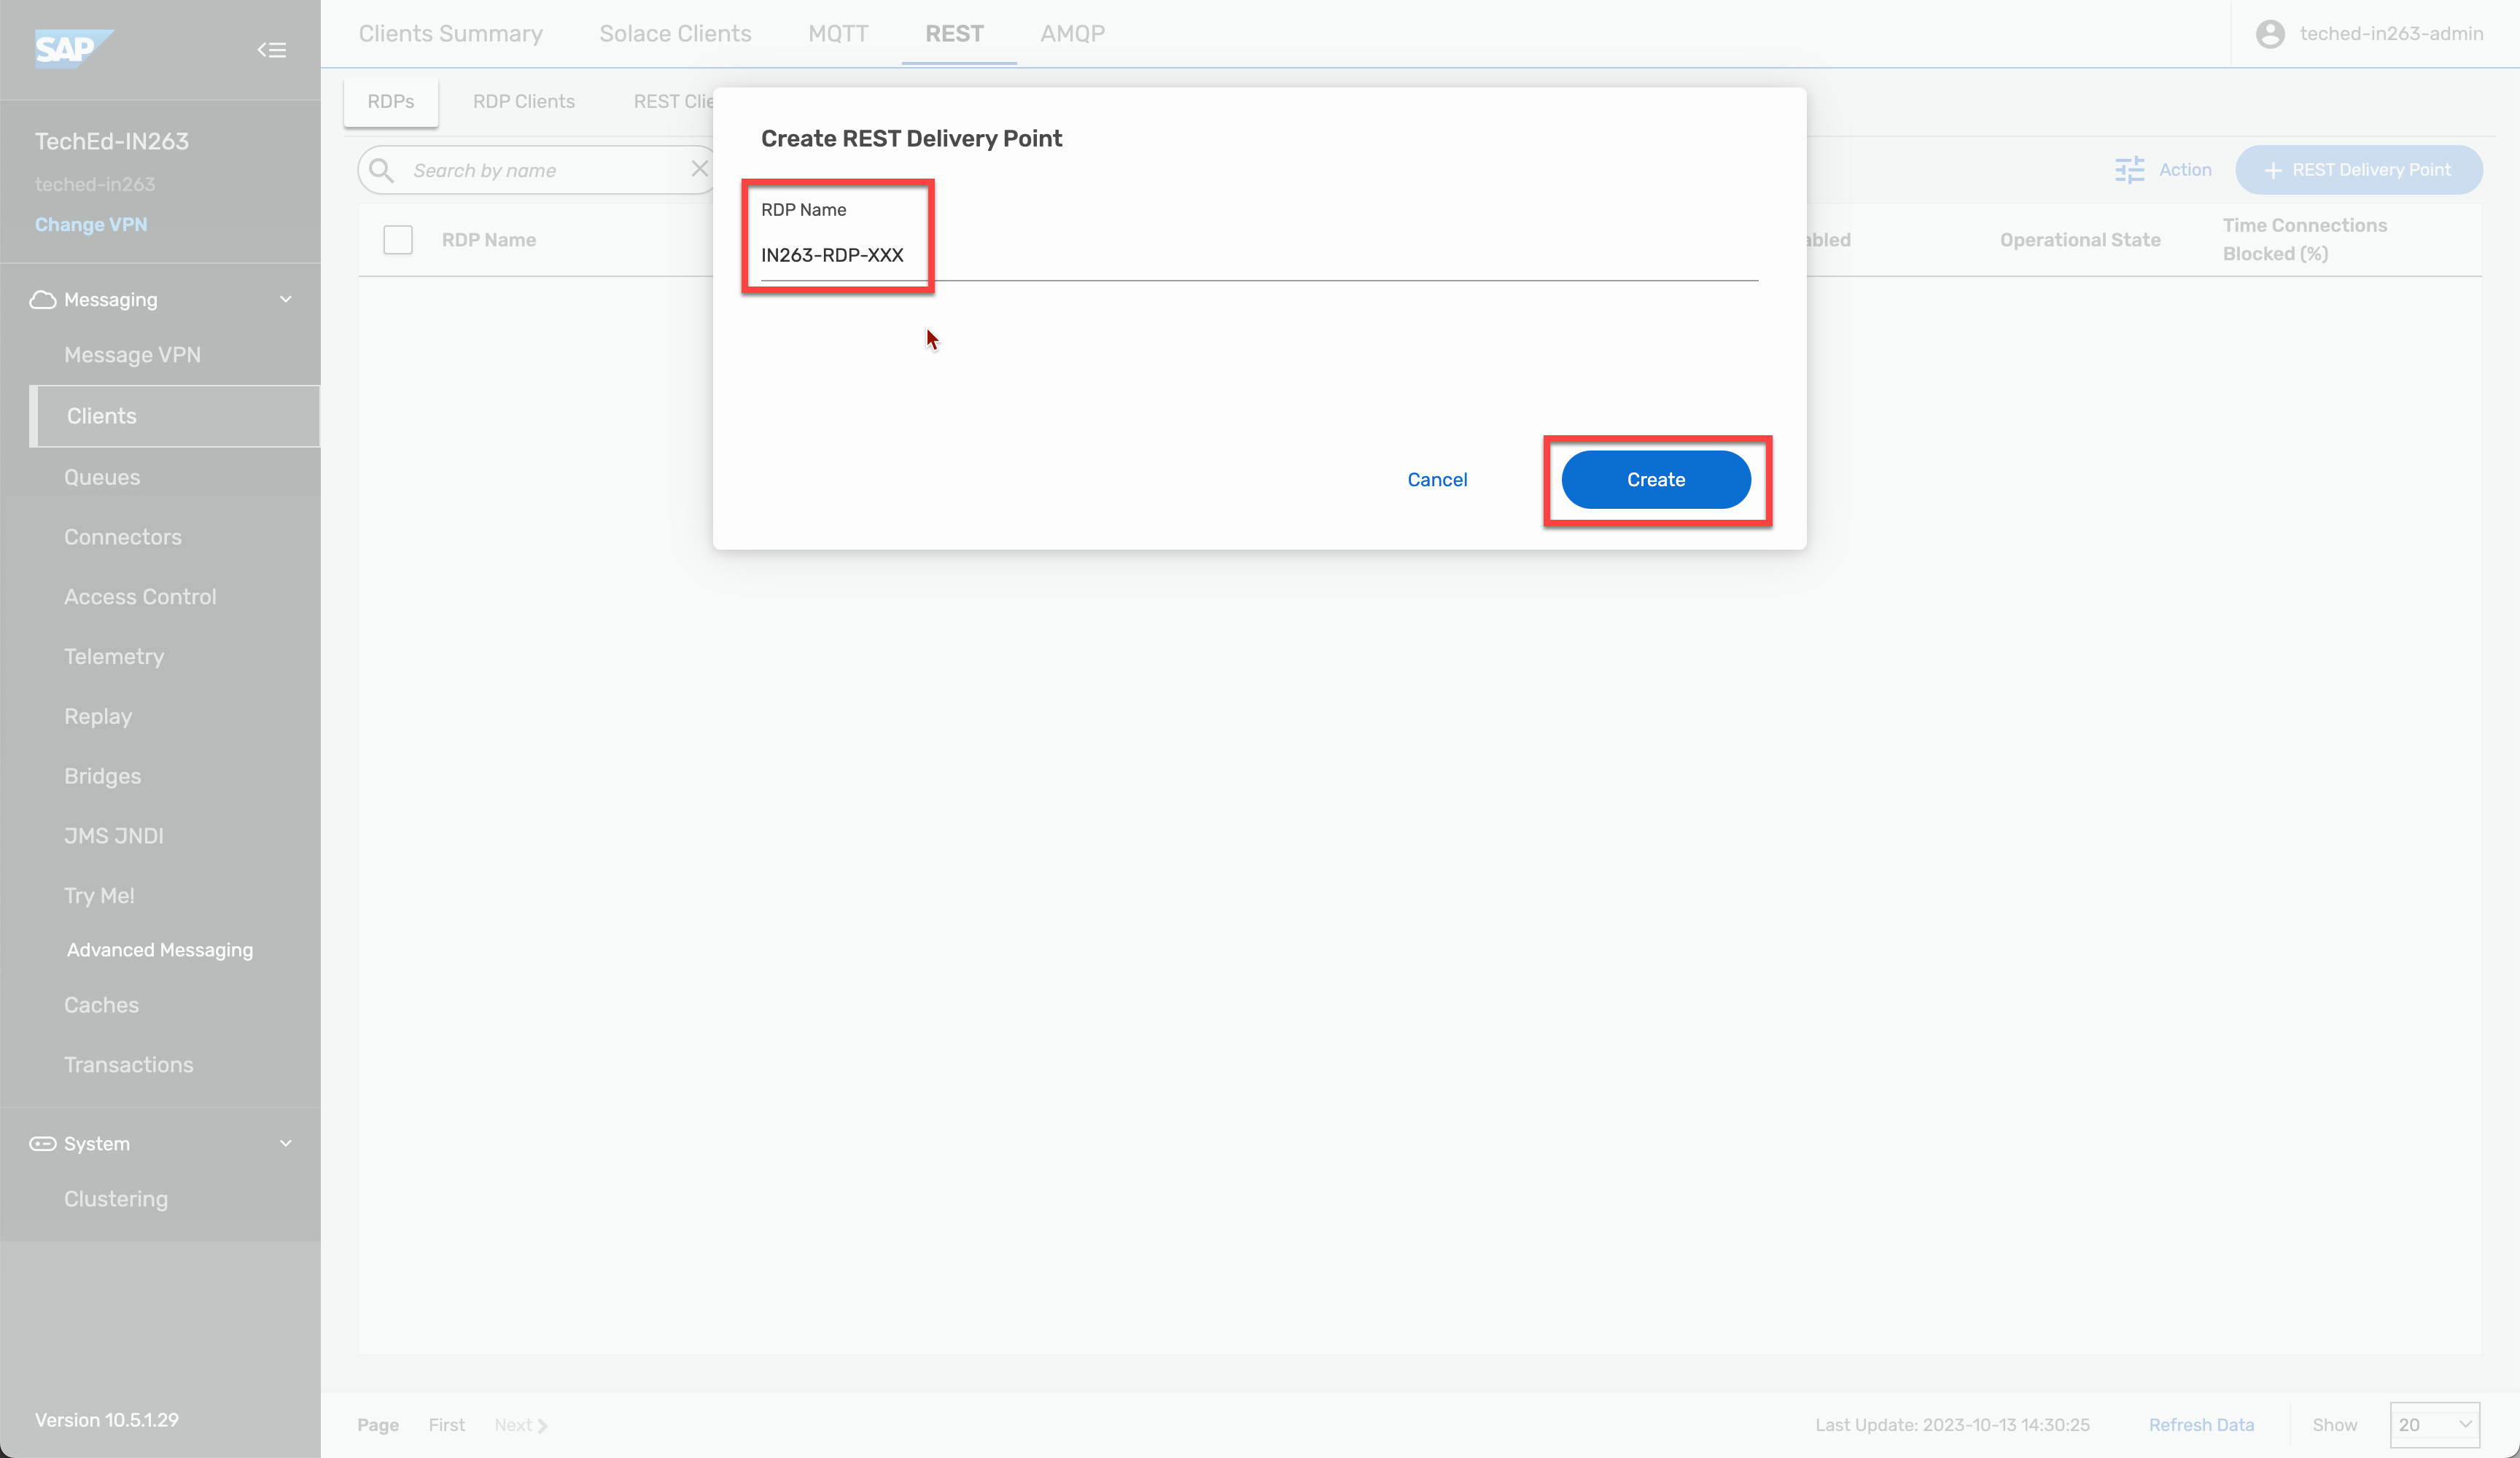 SAP
TechEd-IN263
teched-in263
Change VPN
Messaging
Message VPN
Clients
Queues
Connectors
Access Control
Telemetry
Replay
Bridges
JMS JNDI
Try Me!
Advanced Messaging
Caches
Transactions
System
Clustering
Version 10.5.1.29
Clients Summary Solace Clients MQTT REST AMQP teched-in263-admin
RDPs RDP Clients REST Clie
Search by name
Action + REST Delivery Point
RDP Name abled Operational State Time Connections
Blocked (%)
Create REST Delivery Point
RDP Name
IN263-RDP-XXX
Cancel Create
Page First Next Last Update: 2023-10-13 14:30:25 Refresh Data Show 20